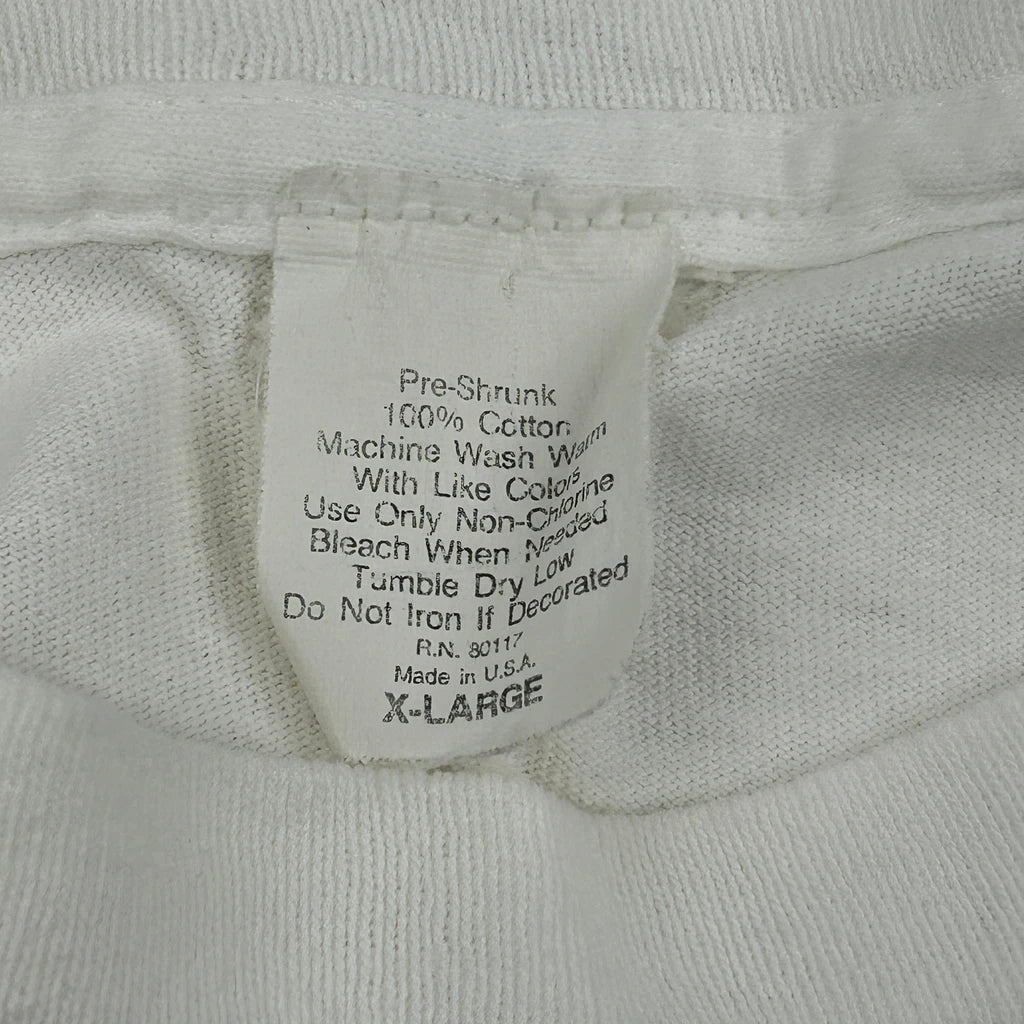 Pre-Shrunk
100% Cotton
Machine Wash Warm
With Like Colors
Use Only Non-Chlorine
Bleach When Needed
Tumble Dry Low
Do Not Iron If Decorated
R.N. 80117
Made in U.S.A.
X-LARGE